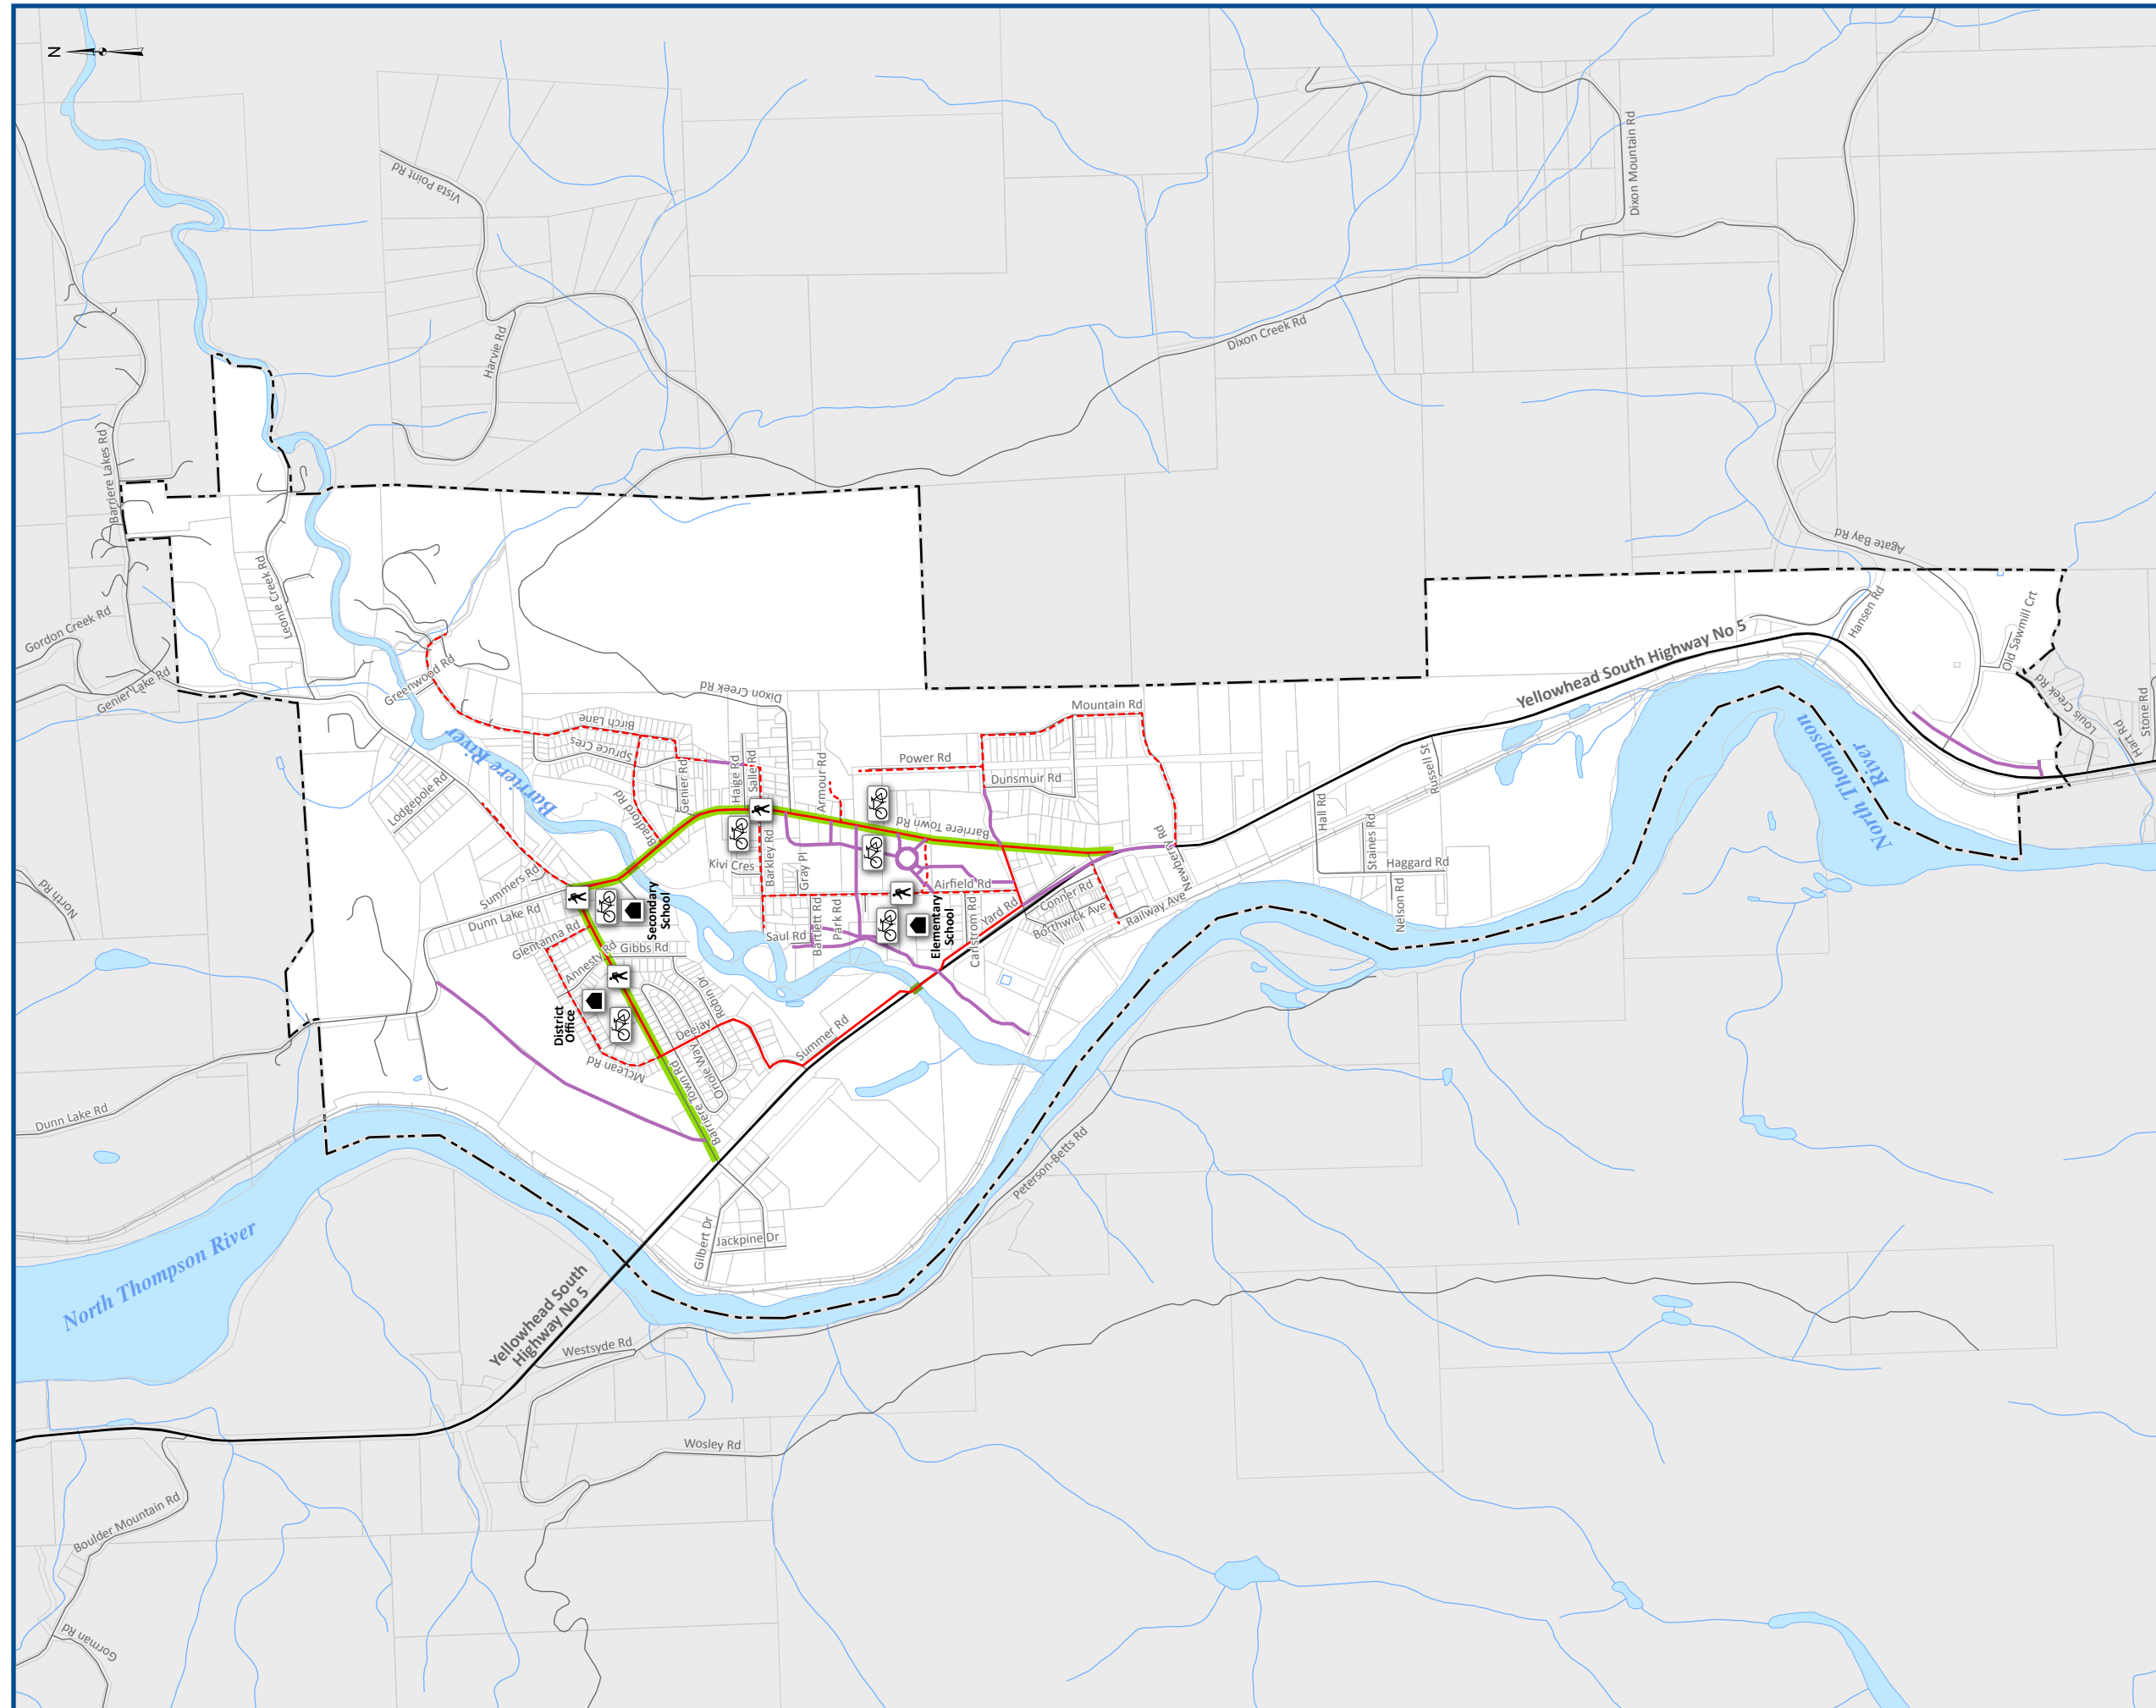 N
Vista Point Rd
Dixon Mountain Rd
Harvie Rd
Dixon Creek Rd
Barriere Lakes Rd
Agate Bay Rd
Leonie Creek Rd
Gordon Creek Rd
Genier Lake Rd
Greenwood Rd
Hansen Rd
Old Sawmill Crt
Louis Creek Rd
Hart Rd
Stone Rd
Yellowhead South Highway No 5
Dixon Creek Rd
Birch Lane
Spruce Cres
Mountain Rd
Power Rd
Dunsmuir Rd
Armour Rd
Salle Rd
Haige Rd
Genier Rd
Bradford Rd
Barriere River
Lodgepole Rd
Russell St
North Thompson
River
Hall Rd
Staines Rd
Haggard Rd
Nelson Rd
Barriere Town Rd
Newberry Rd
Kivi Cres
Barkley Rd
Gray Pl
Airfield Rd
Conner Rd
Borthwick Ave
Railway Ave
Yard Rd
Carlstrom Rd
Elementary
School
Bartlett Rd
Park Rd
Saul Rd
Summers Rd
Dunn Lake Rd
Secondary
School
Glentanna Rd
Annesty Rd
Gibbs Rd
Robin Dr
District
Office
Deejay
Oriole Way
McLean Rd
Barriere Town Rd
Summer Rd
North Rd
Dunn Lake Rd
Peterson-Betts Rd
North Thompson River
Gilbert Dr
Jackpine Dr
Yellowhead South
Highway No 5
Westsyde Rd
Wosley Rd
Boulder Mountain Rd
Gorman Rd